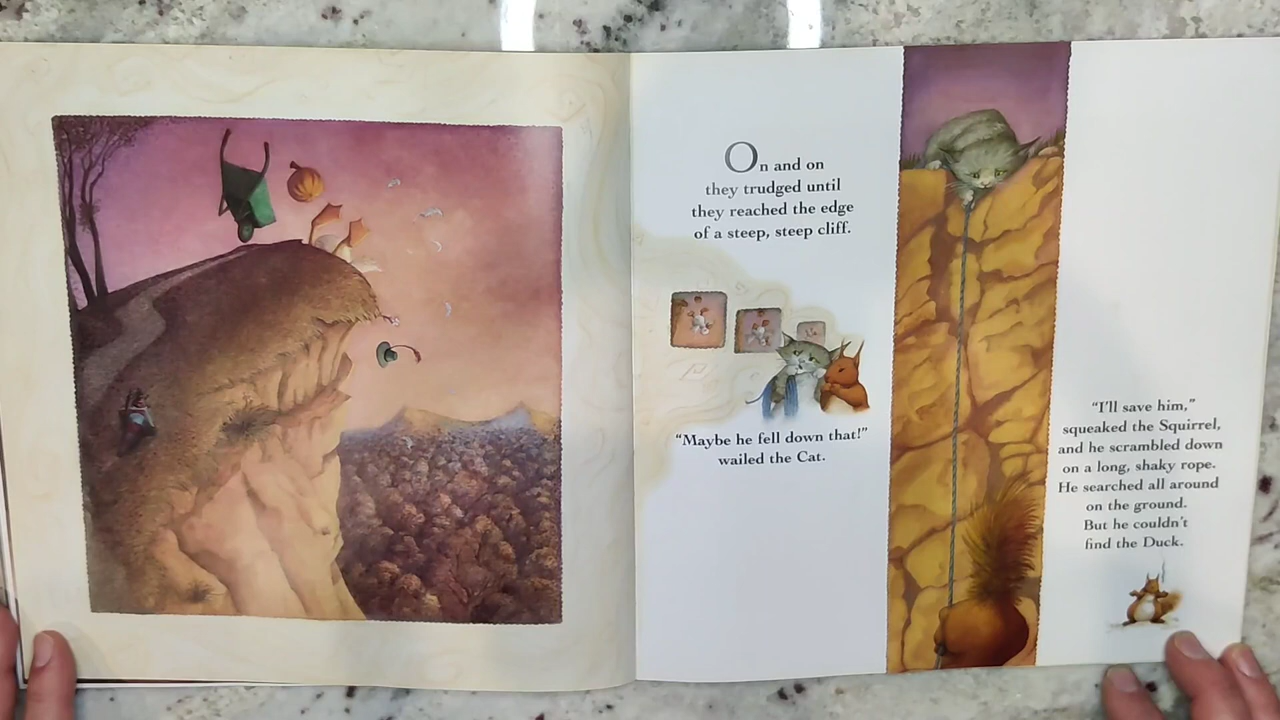 On and on
they trudged until
they reached the edge
of a steep, steep cliff.
“Maybe he fell down that!”
wailed the Cat.
“I’ll save him,”
squeaked the Squirrel,
and he scrambled down
on a long, shaky rope.
He searched all around
on the ground.
But he couldn’t
find the Duck.